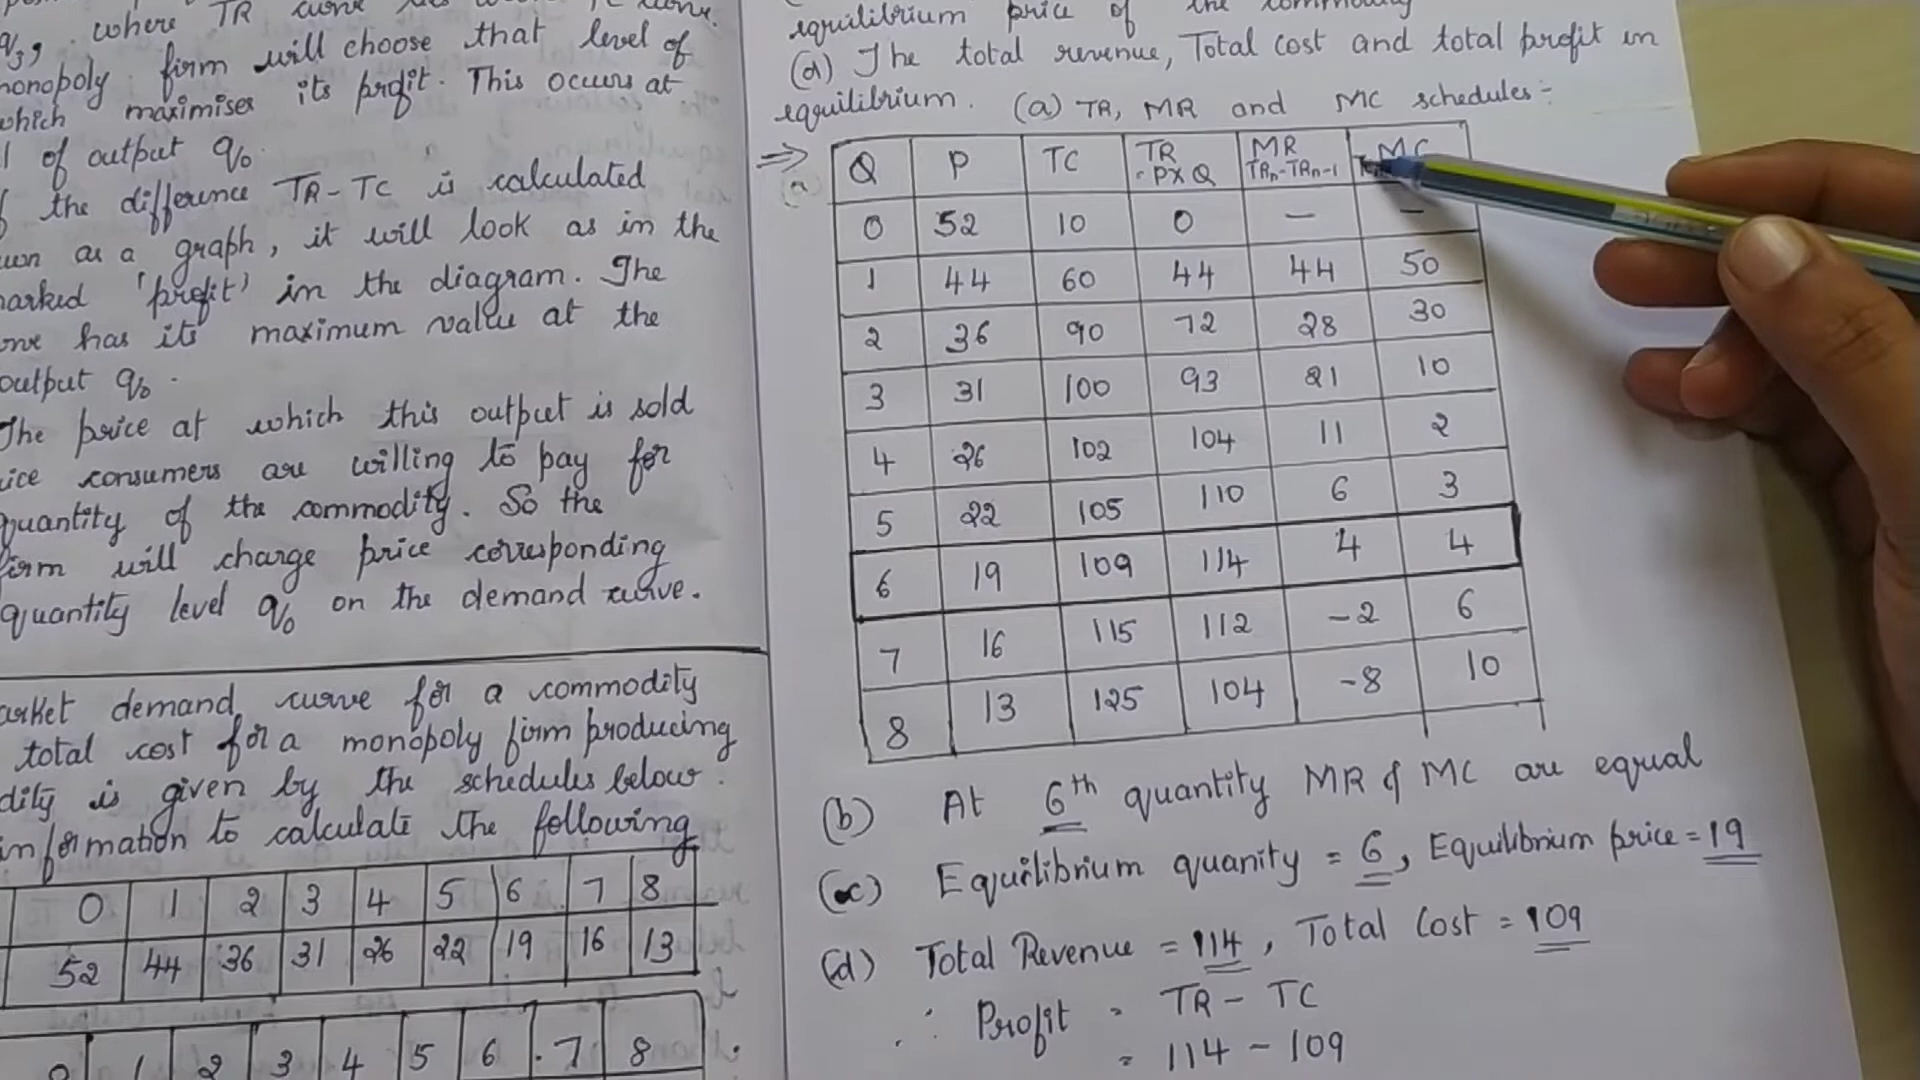 where TR curve
q3,
monopoly firm will choose that level of
which maximises its profit. This occurs at
of output q0.
the difference TR-TC is calculated
as a graph, it will look as in the
'profit' in the diagram. The
has its maximum value at the
output q0.
The price at which this output is sold
consumers are willing to pay for
quantity of the commodity. So the
firm will charge price corresponding
quantity level q0 on the demand curve.
demand curve for a commodity
total cost for a monopoly firm producing
is given by the schedules below.
information to calculate the following
0 1 2 3 4 5 6 7 8
52 44 36 31 26 22 19 16 13
0 1 2 3 4 5 6 7 8
equilibrium price of the commodity
(d) The total revenue, Total cost and total profit in
equilibrium. (a) TR, MR and MC schedules:-
⇒ Q P TC TR MR MC
(a) P×Q TRn-TRn-1
0 52 10 0 — —
1 44 60 44 44 50
2 36 90 72 28 30
3 31 100 93 21 10
4 26 102 104 11 2
5 22 105 110 6 3
6 19 109 114 4 4
7 16 115 112 -2 6
8 13 125 104 -8 10
(b) At 6th quantity MR & MC are equal
(c) Equilibrium quanity = 6, Equilibrium price = 19
(d) Total Revenue = 114, Total Cost = 109
∴ Profit = TR - TC
= 114 - 109